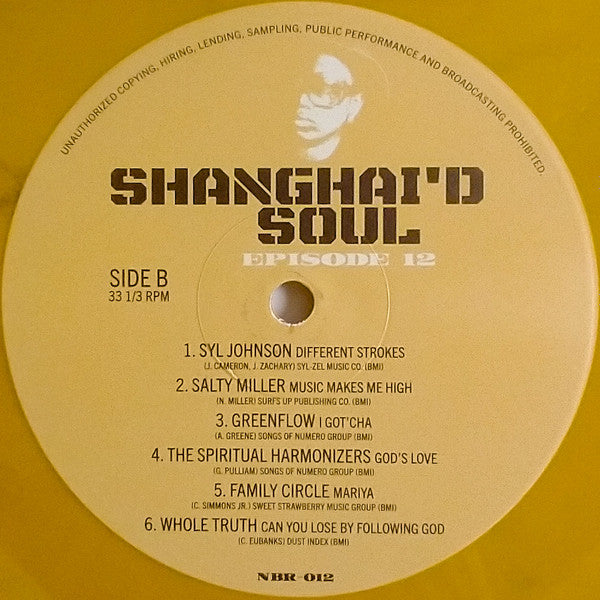 UNAUTHORIZED COPYING, HIRING, LENDING, SAMPLING, PUBLIC PERFORMANCE AND BROADCASTING PROHIBITED.
SHANGHAI'D
SOUL
EPISODE 12
SIDE B
33 1/3 RPM
1. SYL JOHNSON DIFFERENT STROKES
(J. CAMERON, J. ZACHARY) SYL-ZEL MUSIC CO. (BMI)
2. SALTY MILLER MUSIC MAKES ME HIGH
(N. MILLER) SURF'S UP PUBLISHING CO. (BMI)
3. GREENFLOW I GOT'CHA
(A. GREENE) SONGS OF NUMERO GROUP (BMI)
4. THE SPIRITUAL HARMONIZERS GOD'S LOVE
(G. PULLIAM) SONGS OF NUMERO GROUP (BMI)
5. FAMILY CIRCLE MARIYA
(C. SIMMONS JR.) SWEET STRAWBERRY MUSIC GROUP (BMI)
6. WHOLE TRUTH CAN YOU LOSE BY FOLLOWING GOD
(C. EUBANKS) DUST INDEX (BMI)
NBR-012